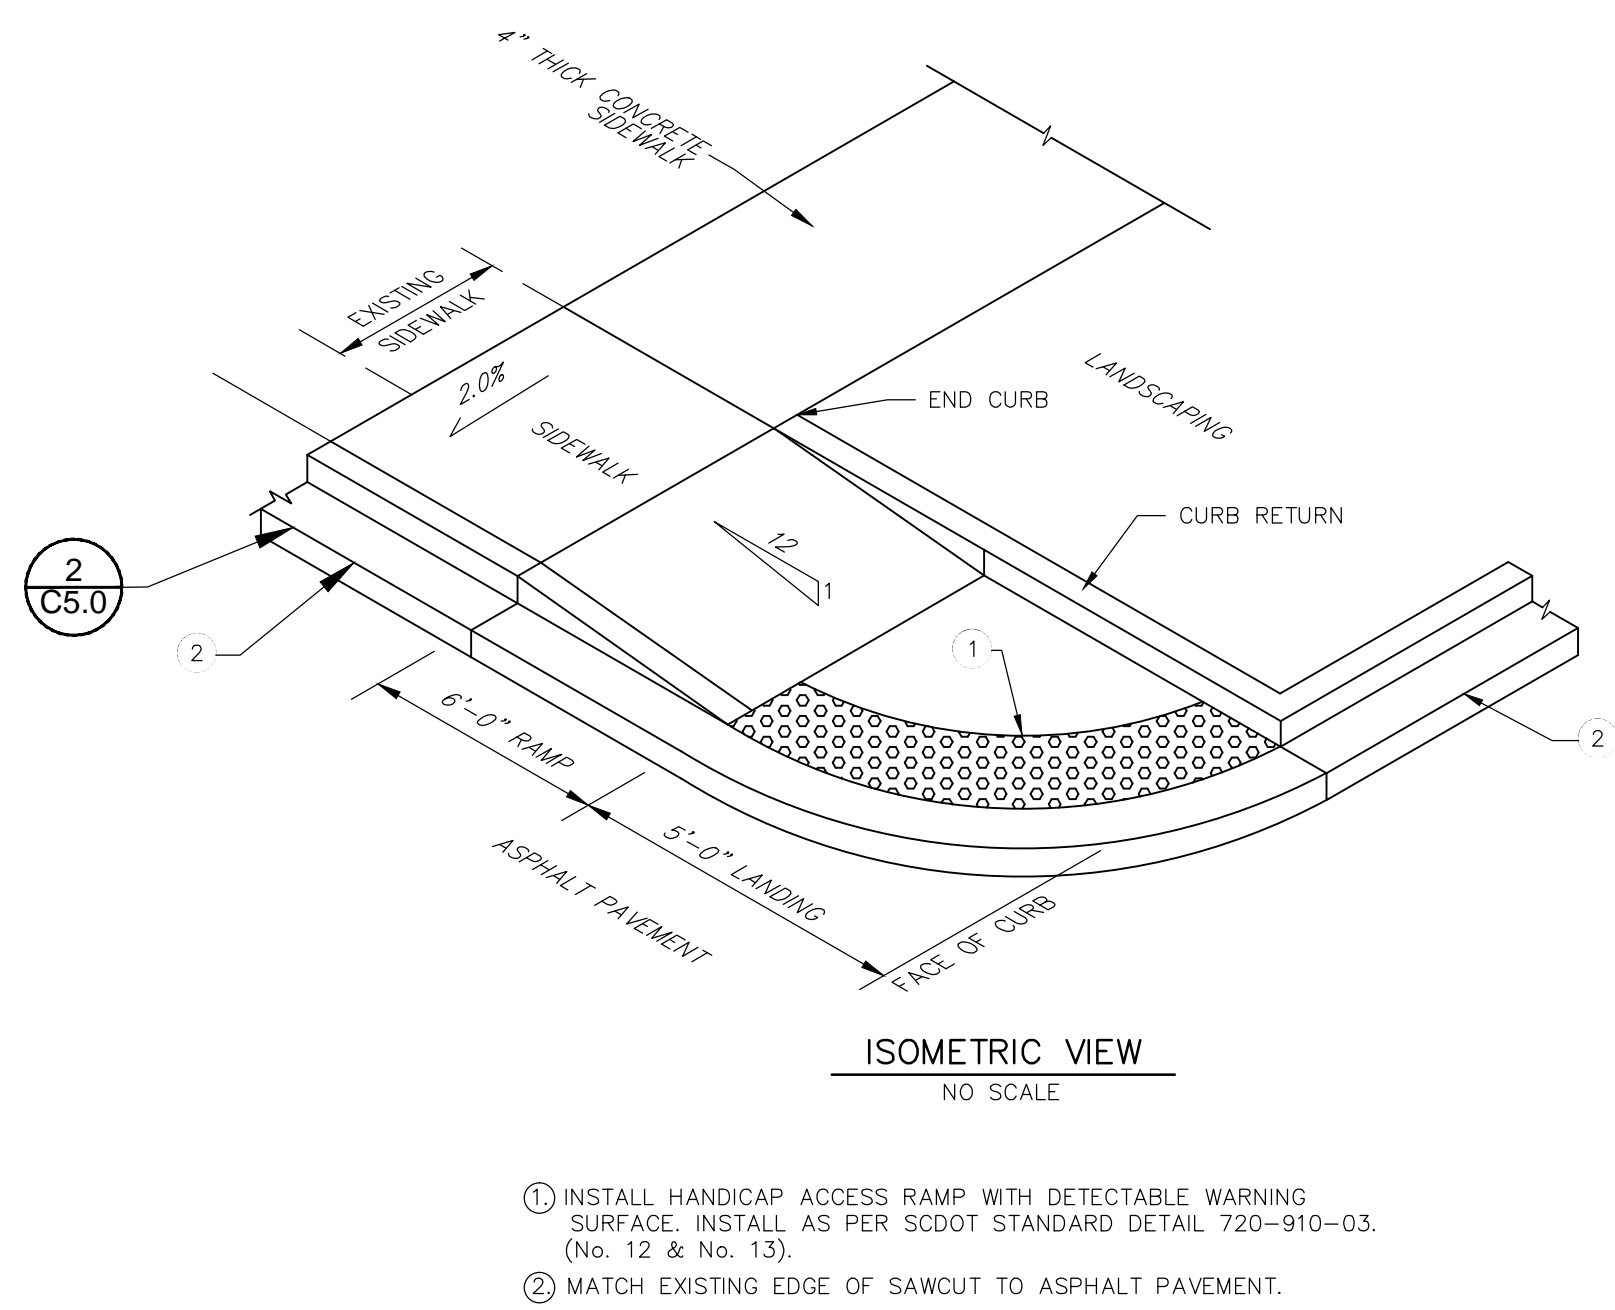 4" THICK CONCRETE
SIDEWALK
EXISTING
SIDEWALK
2.0%
SIDEWALK
END CURB
LANDSCAPING
CURB RETURN
12
1
2
C5.0
2
1
2
6'-0" RAMP
5'-0" LANDING
ASPHALT PAVEMENT
FACE OF CURB
ISOMETRIC VIEW
NO SCALE
1. INSTALL HANDICAP ACCESS RAMP WITH DETECTABLE WARNING
SURFACE. INSTALL AS PER SCDOT STANDARD DETAIL 720-910-03.
(No. 12 & No. 13).
2. MATCH EXISTING EDGE OF SAWCUT TO ASPHALT PAVEMENT.